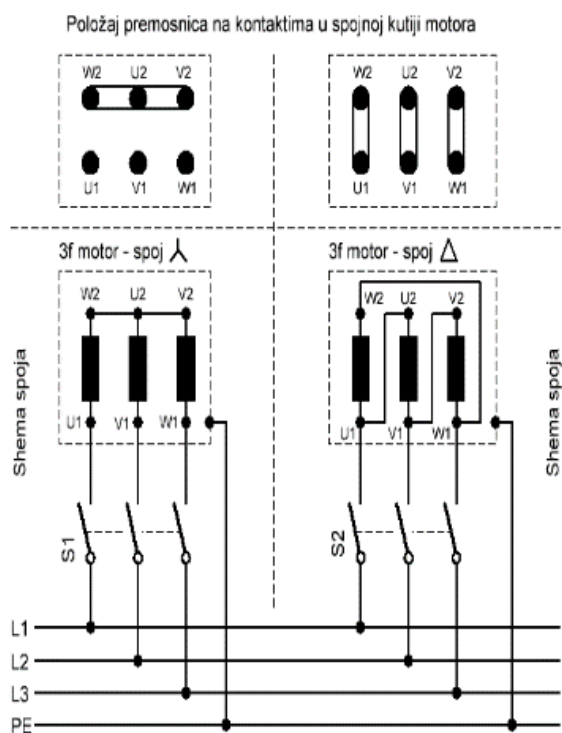 Položaj premosnica na kontaktima u spojnoj kutiji motora
W2 U2 V2
U1 V1 W1
W2 U2 V2
U1 V1 W1
3f motor - spoj
W2 U2 V2
U1 V1 W1
3f motor - spoj Δ
W2 U2 V2
U1 V1 W1
Shema spoja
Shema spoja
S1
S2
L1
L2
L3
PE